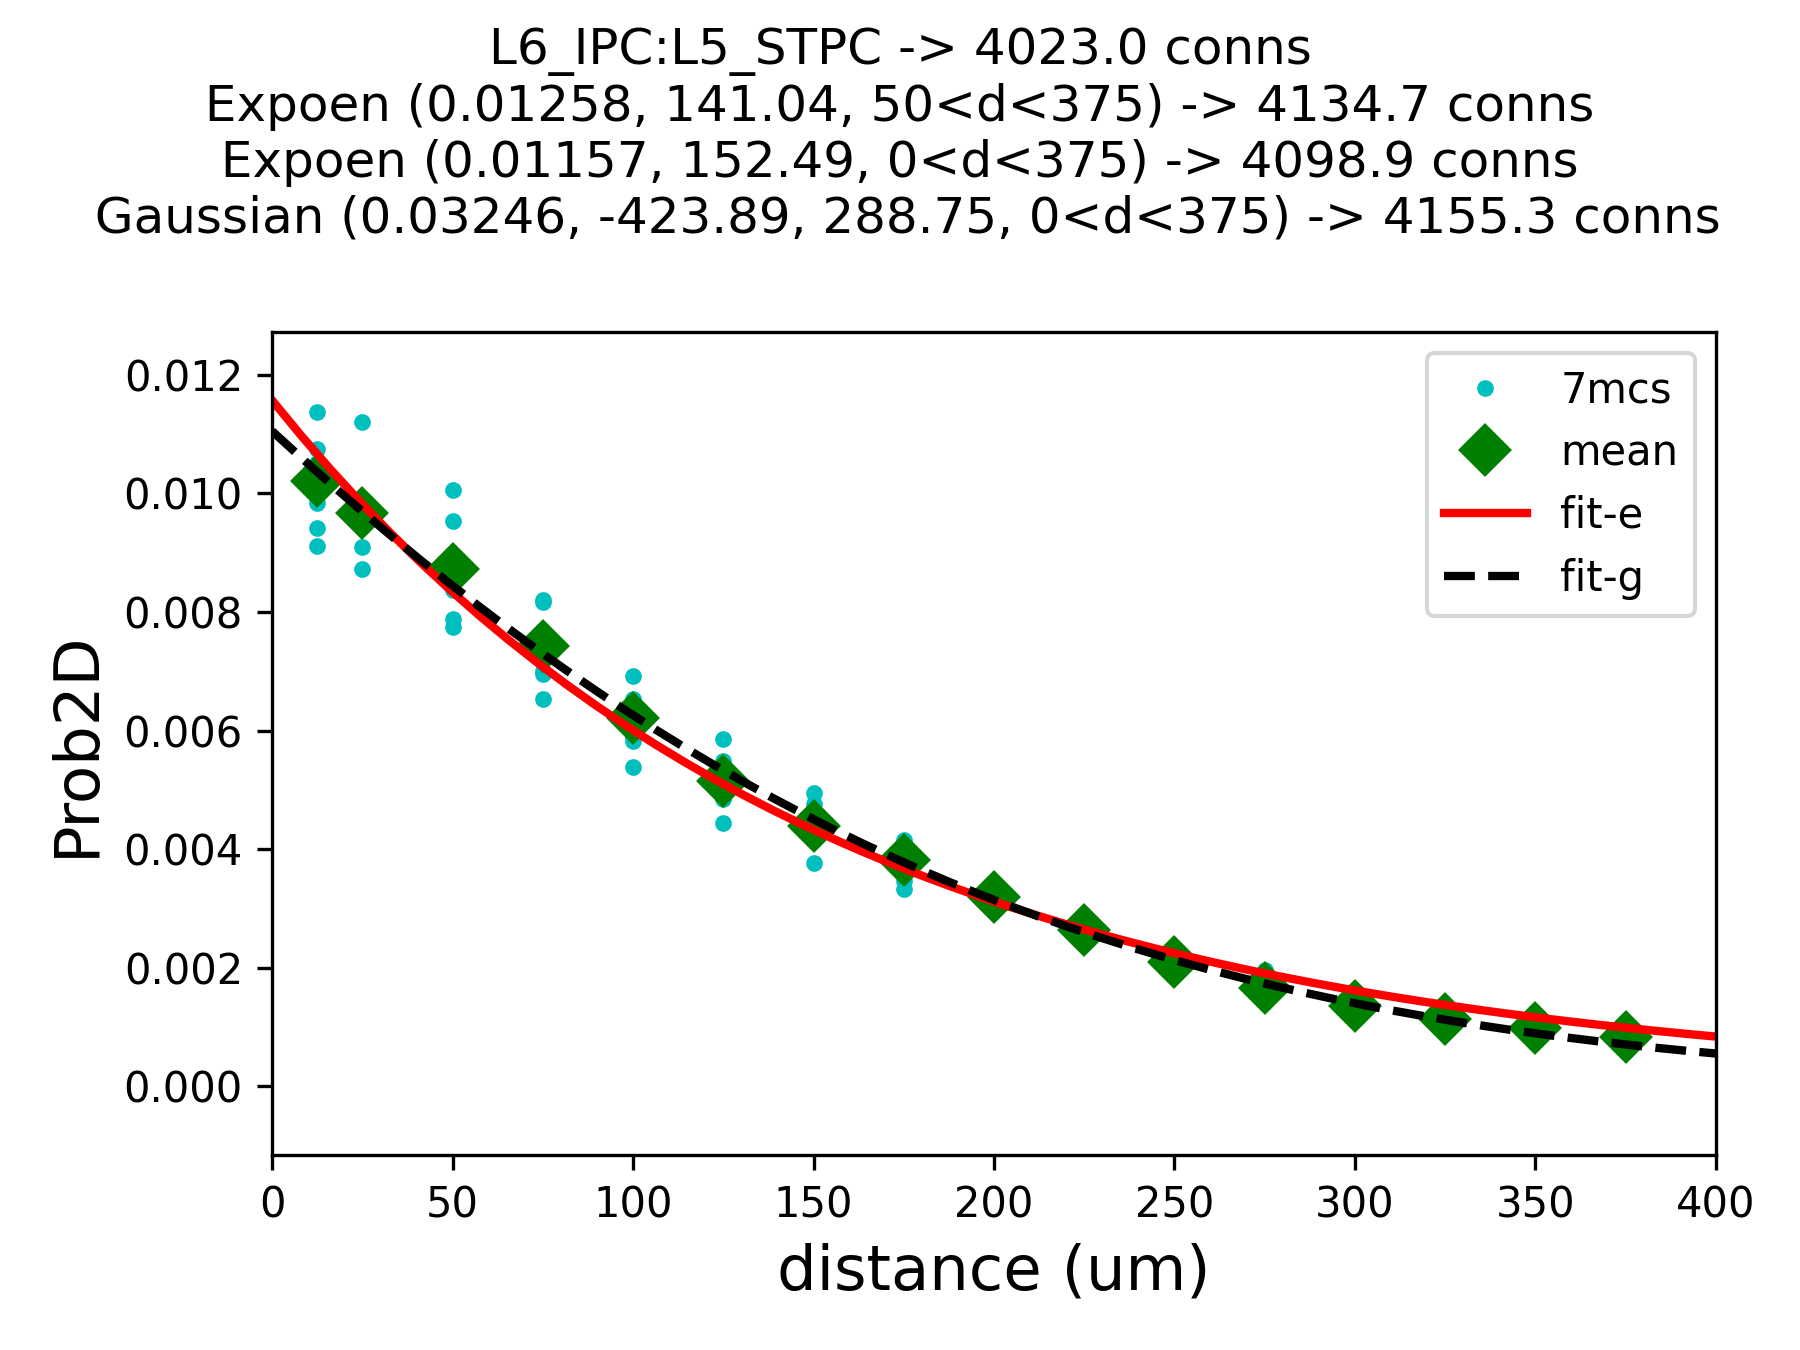 L6_IPC:L5_STPC -> 4023.0 conns
Expoen (0.01258, 141.04, 50<d<375) -> 4134.7 conns
Expoen (0.01157, 152.49, 0<d<375) -> 4098.9 conns
Gaussian (0.03246, -423.89, 288.75, 0<d<375) -> 4155.3 conns
7mcs
mean
fit-e
fit-g
Prob2D
0.012
0.010
0.008
0.006
0.004
0.002
0.000
0 50 100 150 200 250 300 350 400
distance (um)